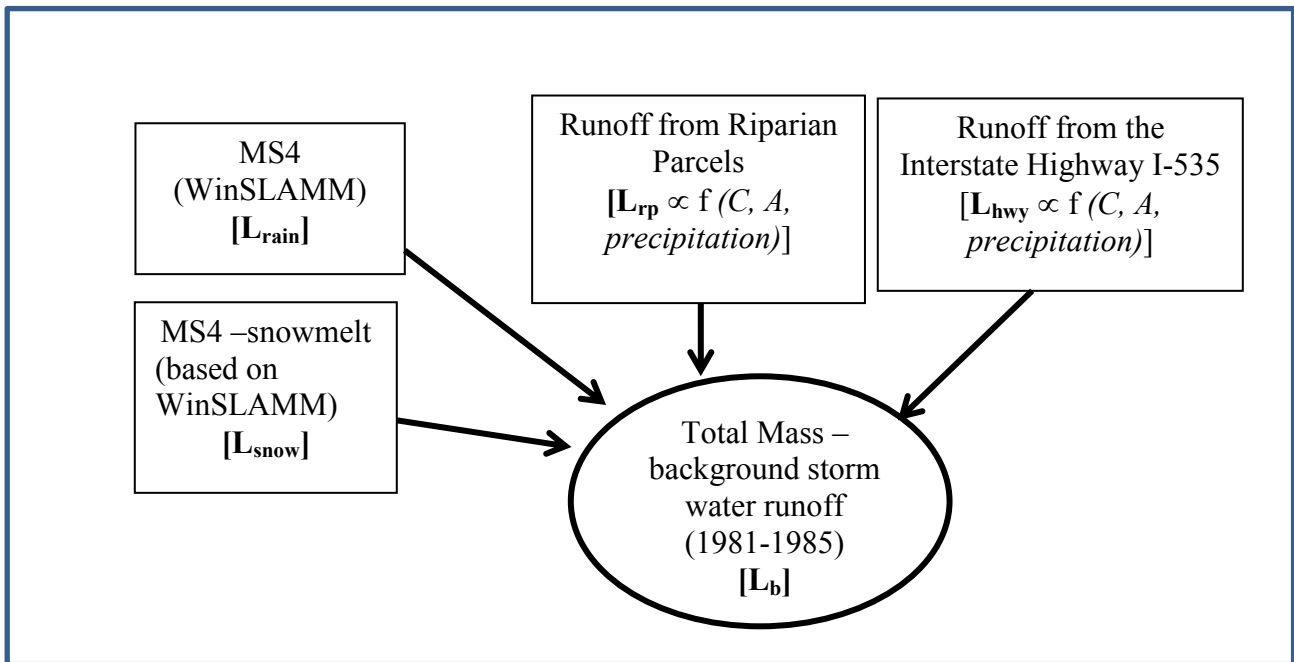 MS4
(WinSLAMM)
[Lrain]
MS4 –snowmelt
(based on
WinSLAMM)
[Lsnow]
Runoff from Riparian
Parcels
[Lrp ∝ f (C, A,
precipitation)]
Runoff from the
Interstate Highway I-535
[Lhwy ∝ f (C, A,
precipitation)]
Total Mass –
background storm
water runoff
(1981-1985)
[Lb]